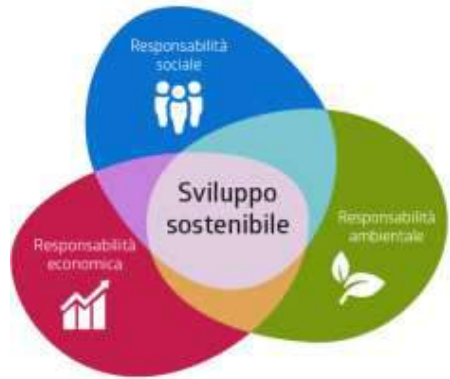 Responsabilità
sociale
Sviluppo
sostenibile
Responsabilità
ambientale
Responsabilità
economica